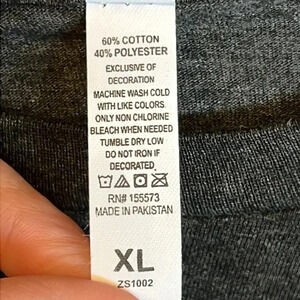 60% COTTON
40% POLYESTER
EXCLUSIVE OF
DECORATION
MACHINE WASH COLD
WITH LIKE COLORS.
ONLY NON CHLORINE
BLEACH WHEN NEEDED
TUMBLE DRY LOW
DO NOT IRON IF
DECORATED
RN# 155573
MADE IN PAKISTAN
XL
ZS1002